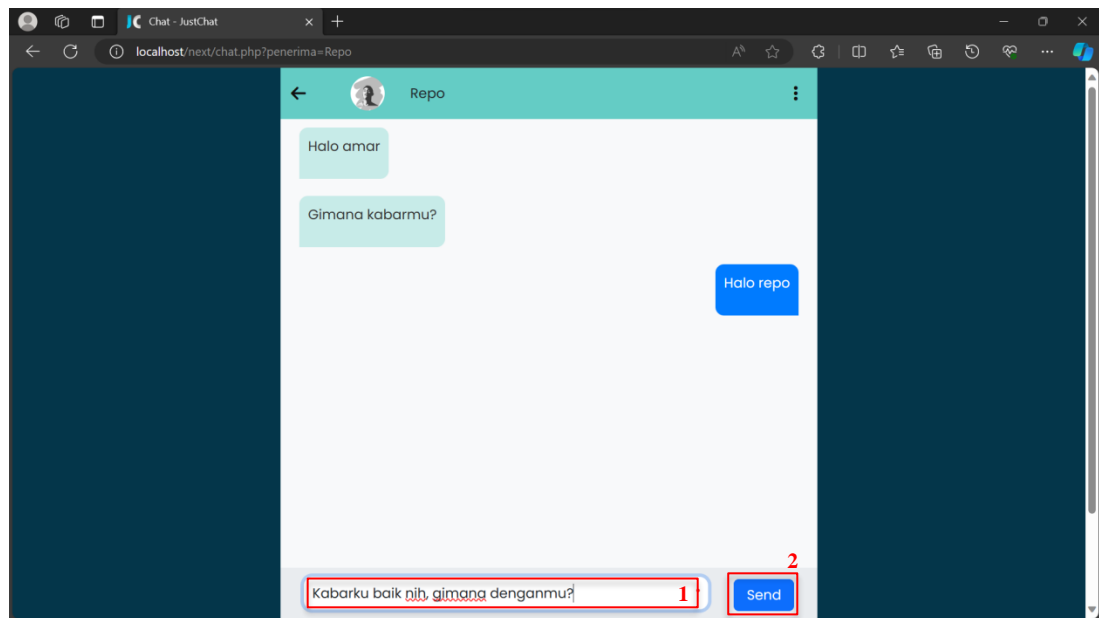 Chat - JustChat
localhost/next/chat.php?penerima=Repo
Repo
Halo amar
Gimana kabarmu?
Halo repo
2
Kabarku baik nih, gimana denganmu?
1
Send